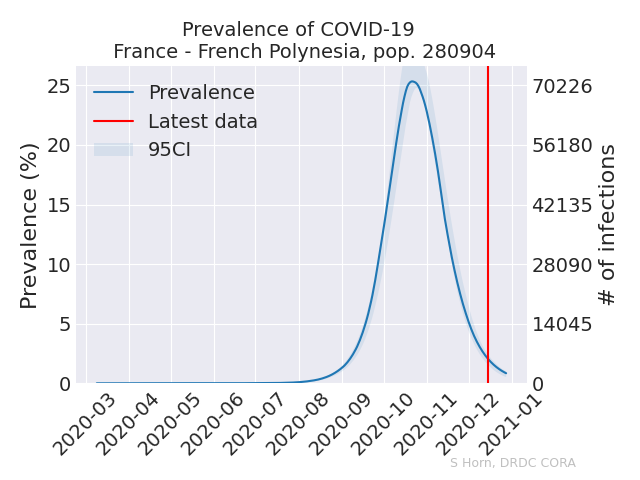 Prevalence of COVID-19
France - French Polynesia, pop. 280904
Prevalence
Latest data
95CI
Prevalence (%)
25
20
15
10
5
0
70226
56180
42135
28090
14045
0
# of infections
2020-03
2020-04
2020-05
2020-06
2020-07
2020-08
2020-09
2020-10
2020-11
2020-12
2021-01
S Horn, DRDC CORA